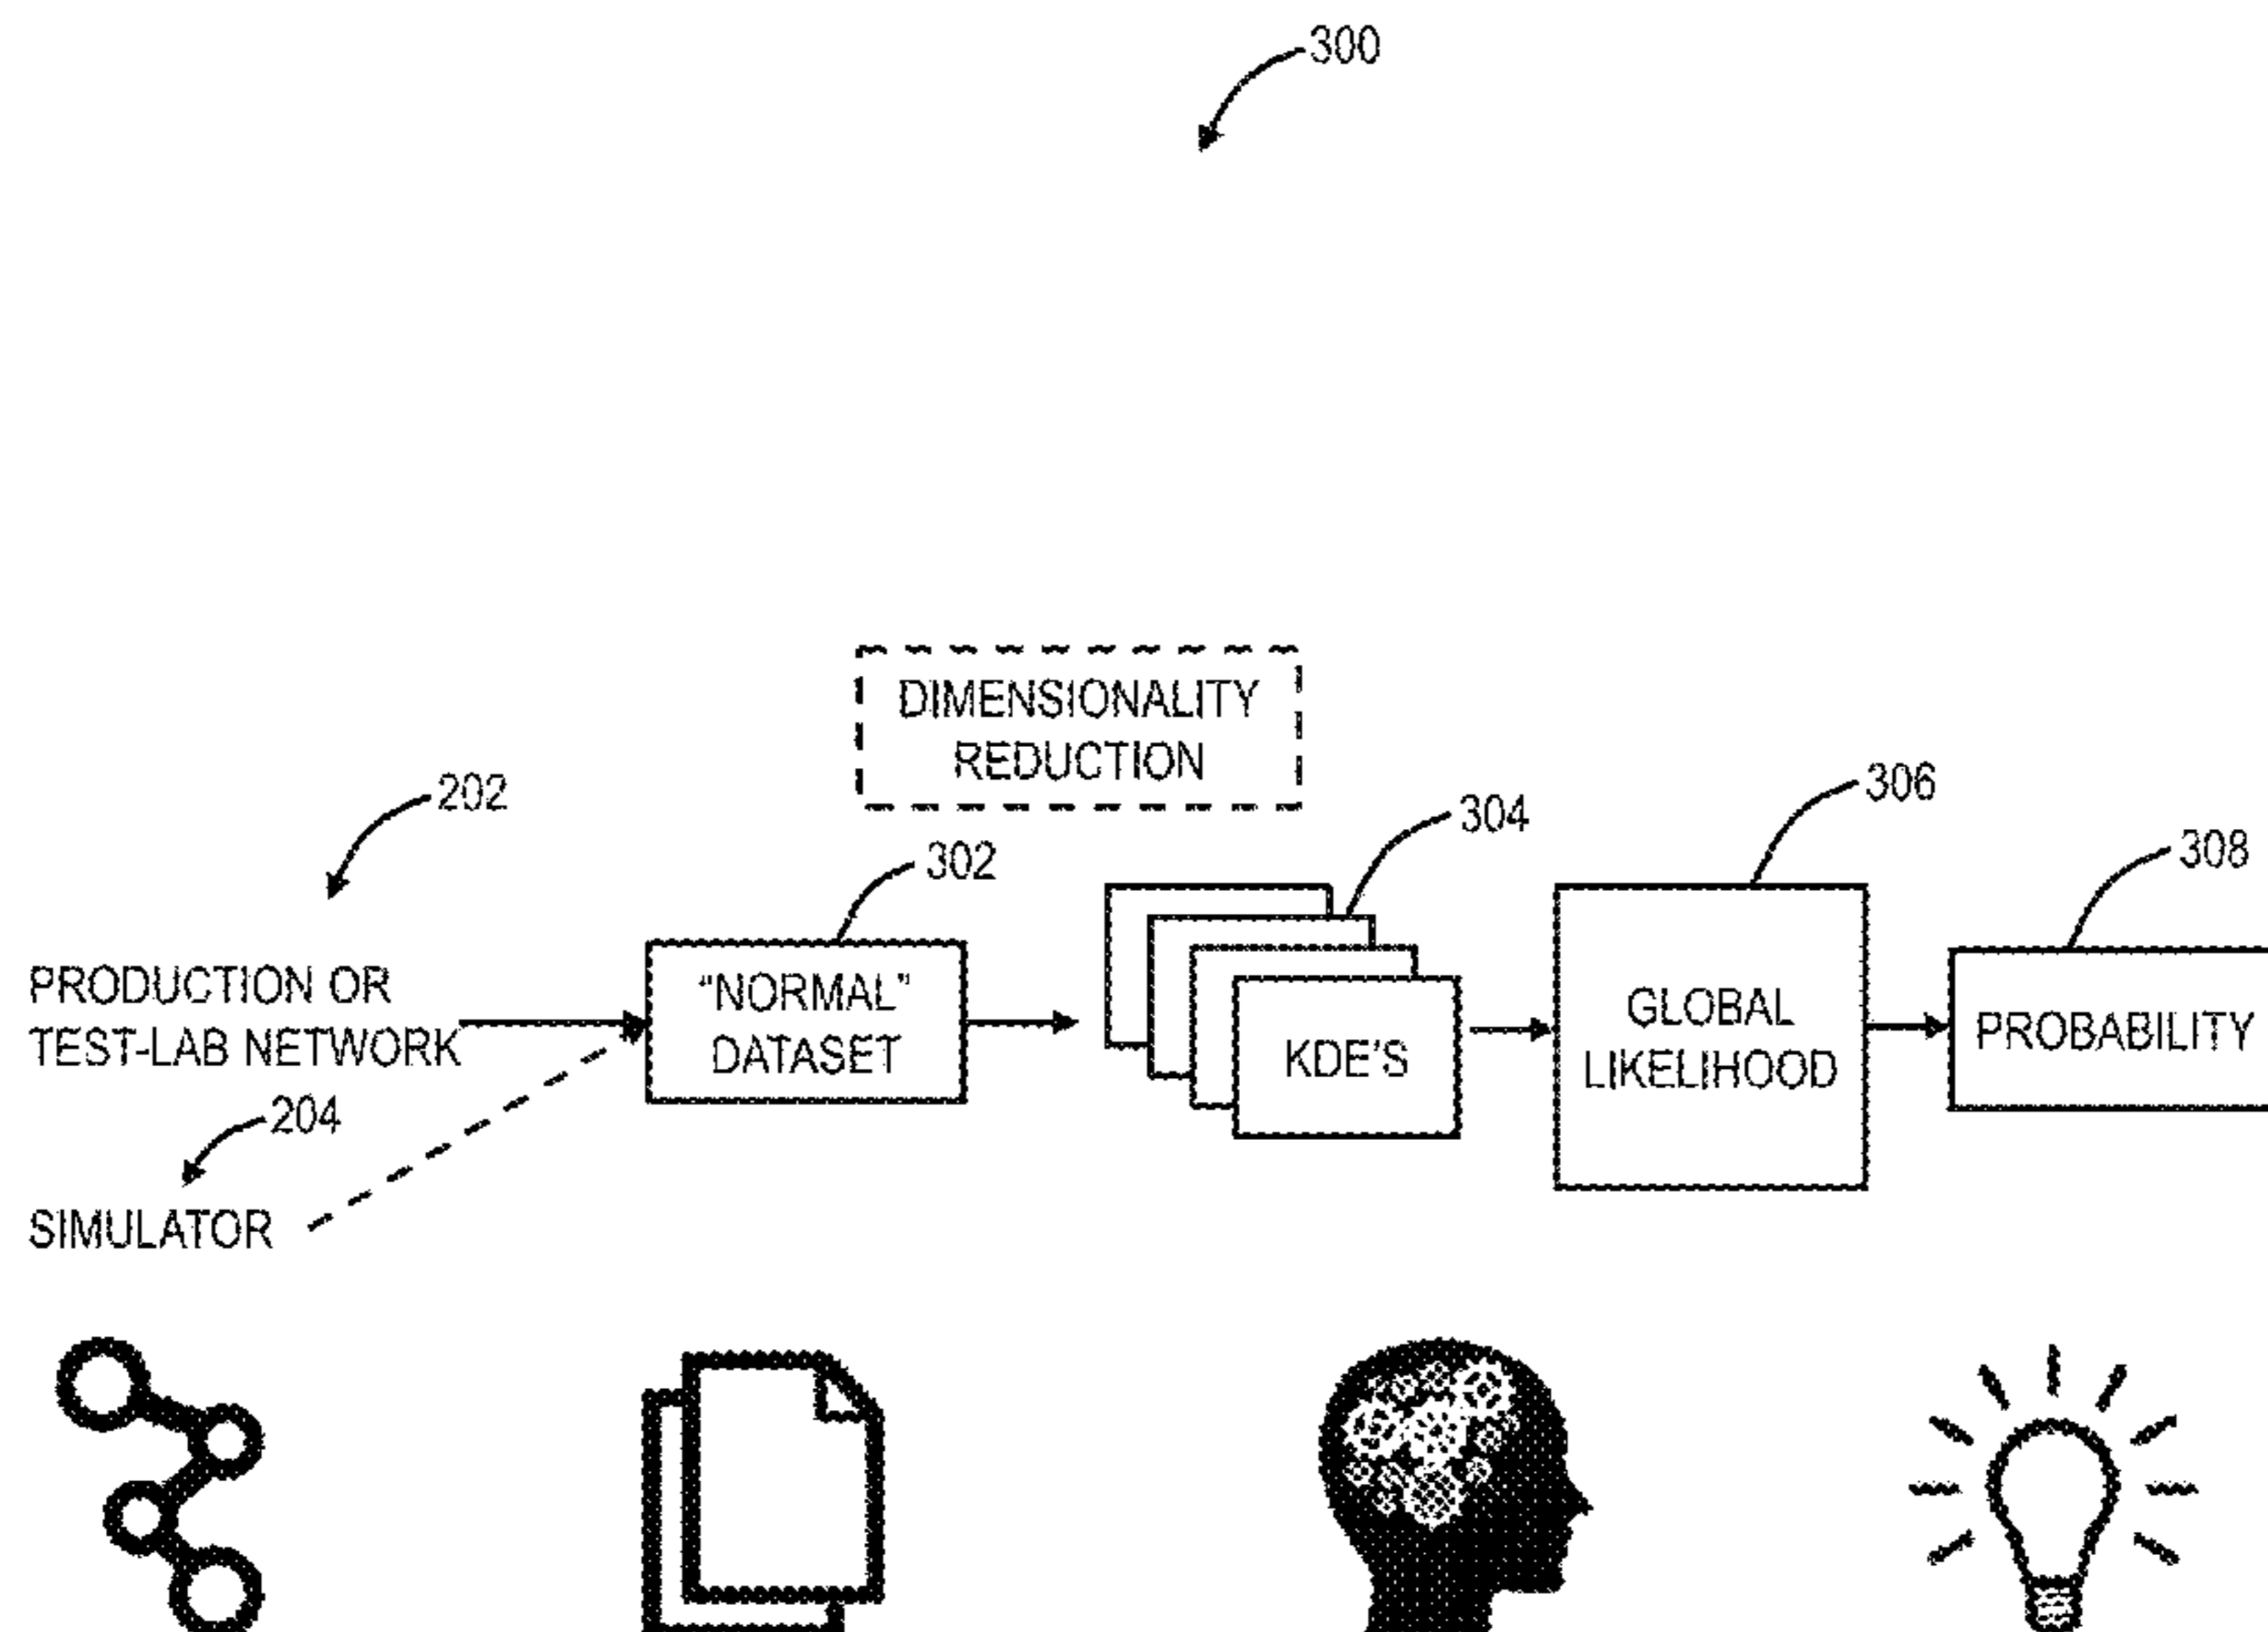 300
DIMENSIONALITY
REDUCTION
202
302
304
306
308
PRODUCTION OR
TEST-LAB NETWORK
"NORMAL"
DATASET
KDE'S
GLOBAL
LIKELIHOOD
PROBABILITY
204
SIMULATOR